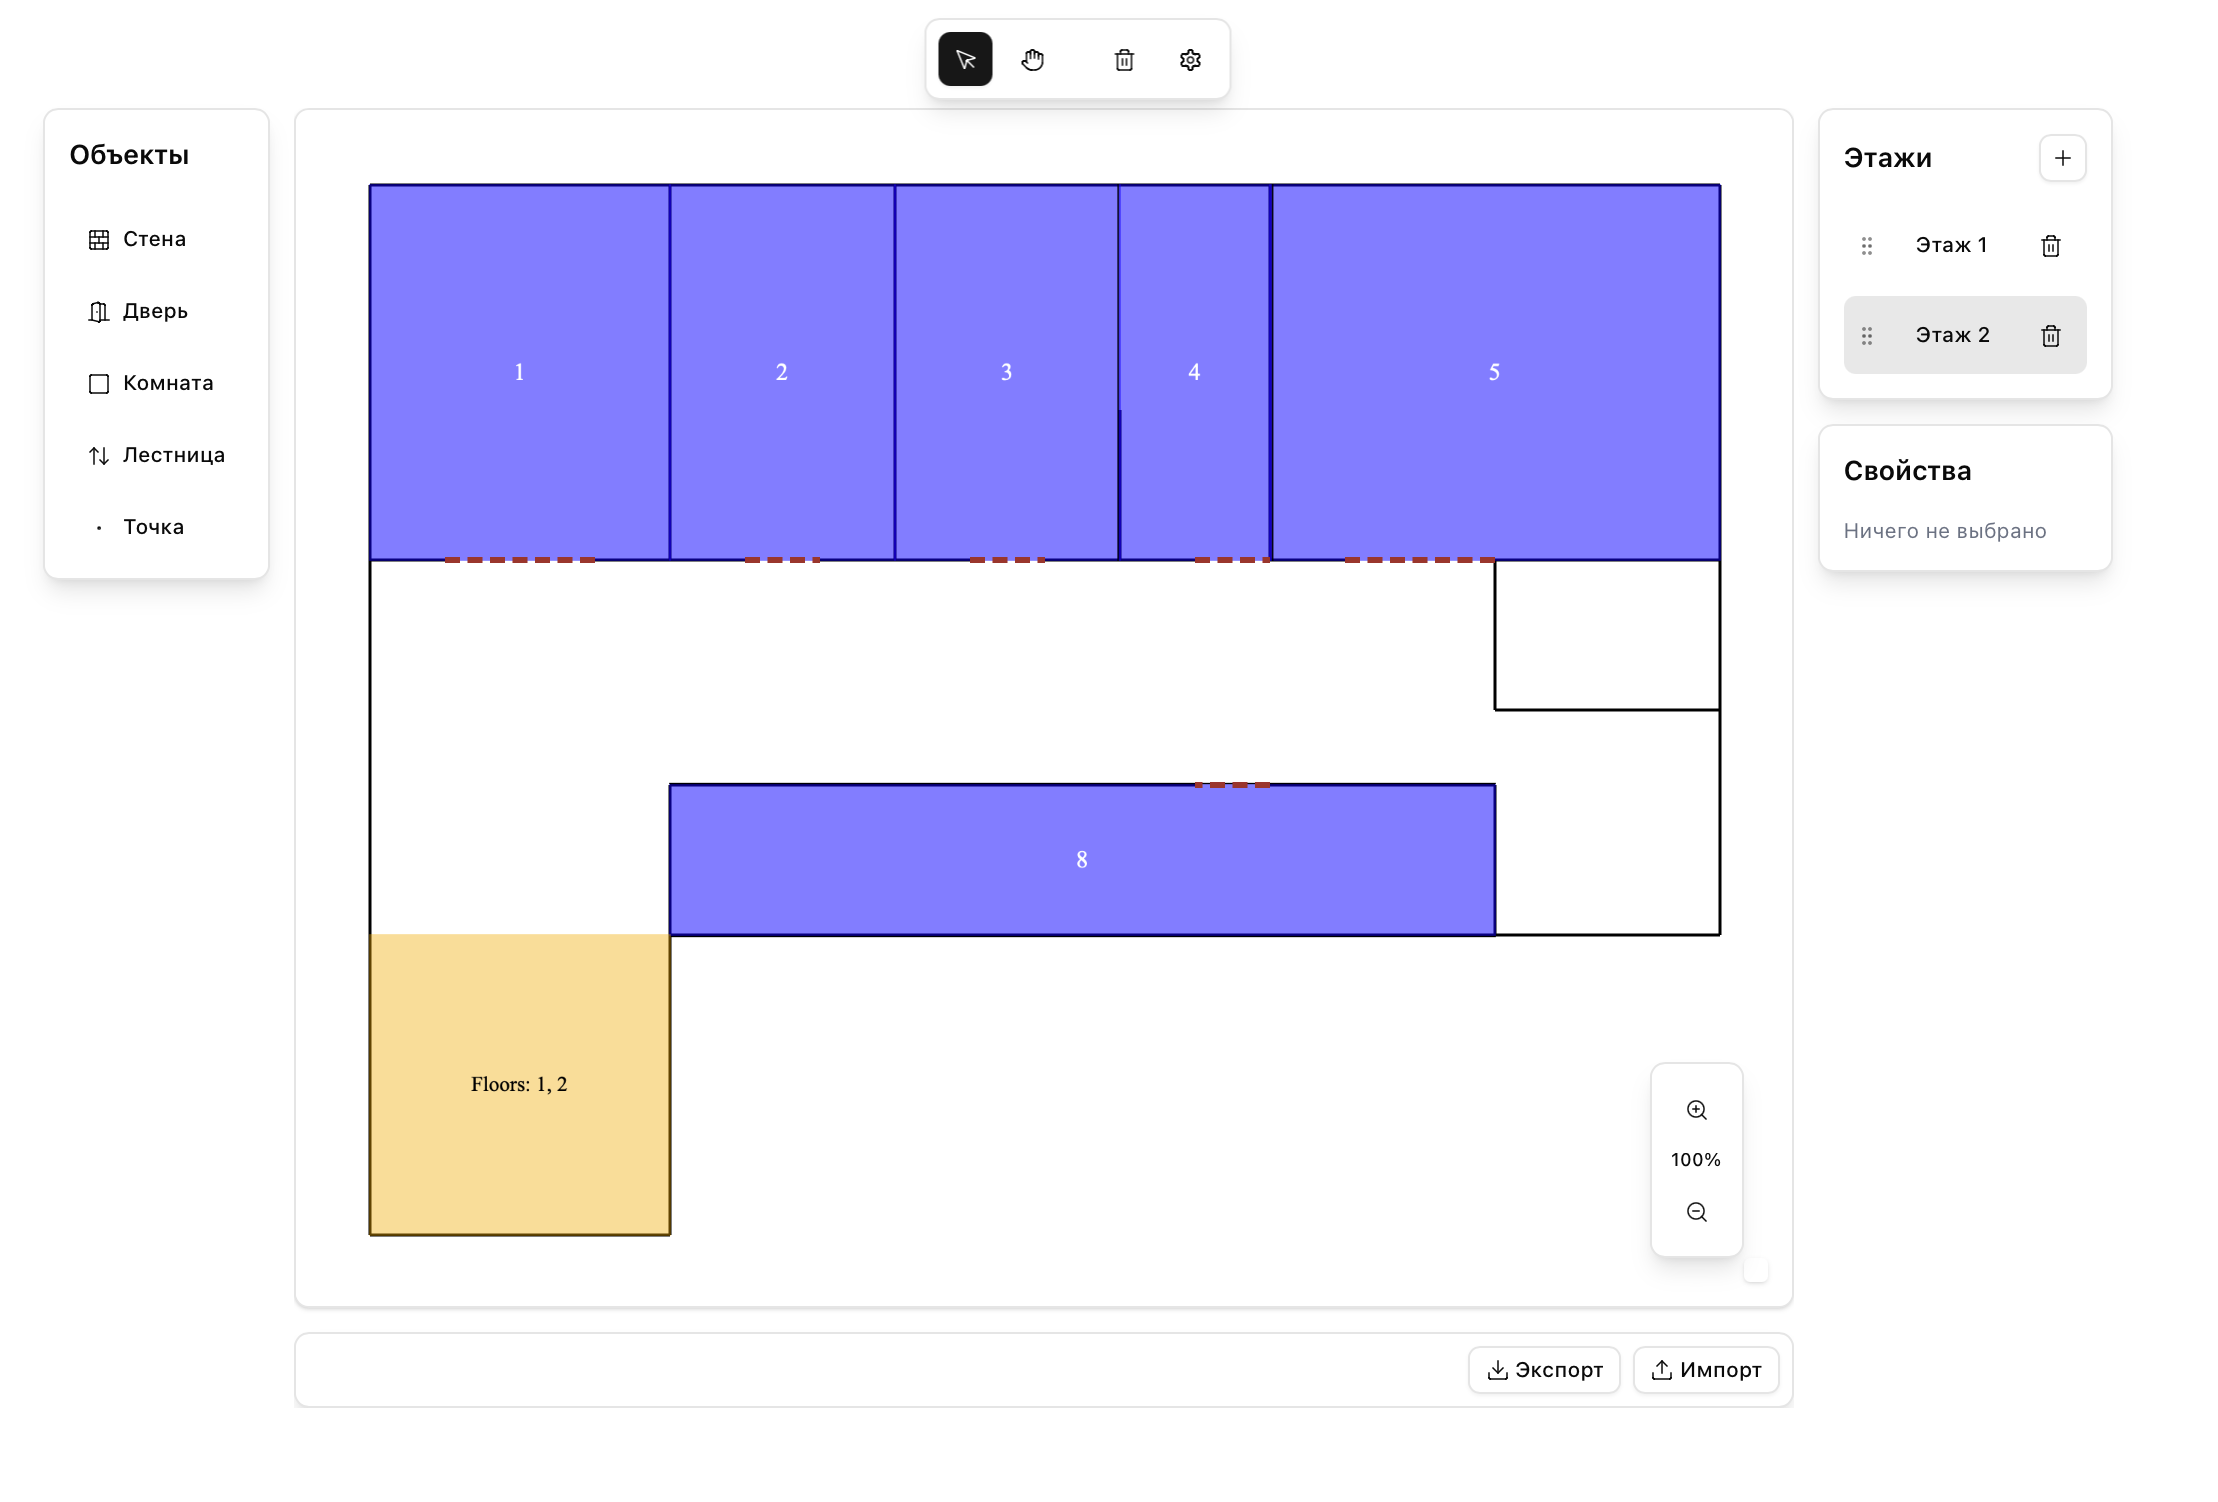 Объекты
Стена
Дверь
Комната
Лестница
Точка
1
2
3
4
5
8
Floors: 1, 2
100%
Экспорт
Импорт
Этажи
Этаж 1
Этаж 2
Свойства
Ничего не выбрано